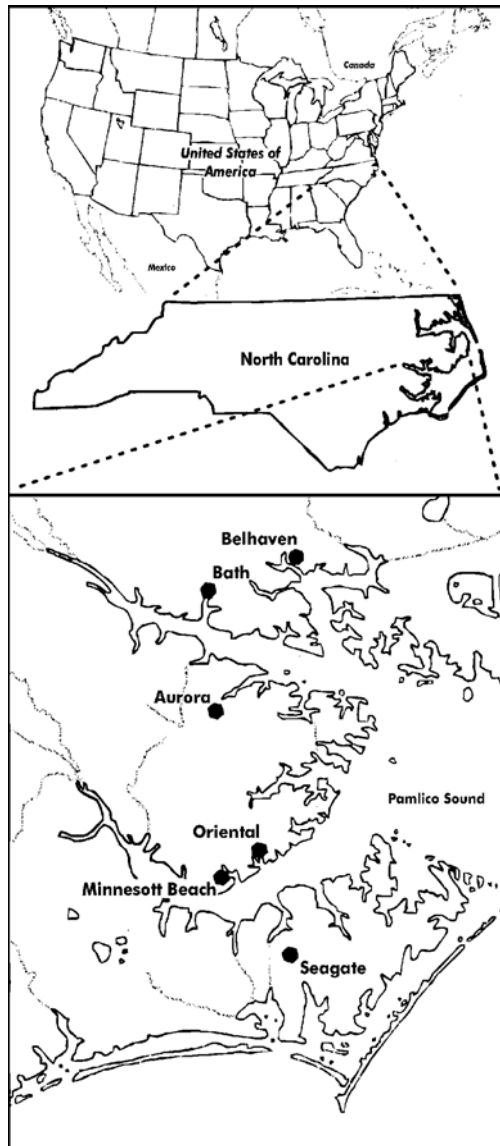 Canada
United States of
America
Mexico
North Carolina
Belhaven
Bath
Aurora
Pamlico Sound
Oriental
Minnesott Beach
Seagate